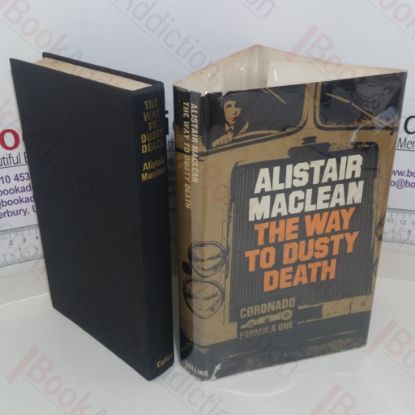 THE WAY
TO DUSTY
DEATH
Alistair
Maclean
Collins
ALISTAIR MACLEAN
THE WAY TO DUSTY DEATH
COLLINS
ALISTAIR
MACLEAN
THE WAY
TO DUSTY
DEATH
CORONADO
FORMULA ONE
BookAddiction